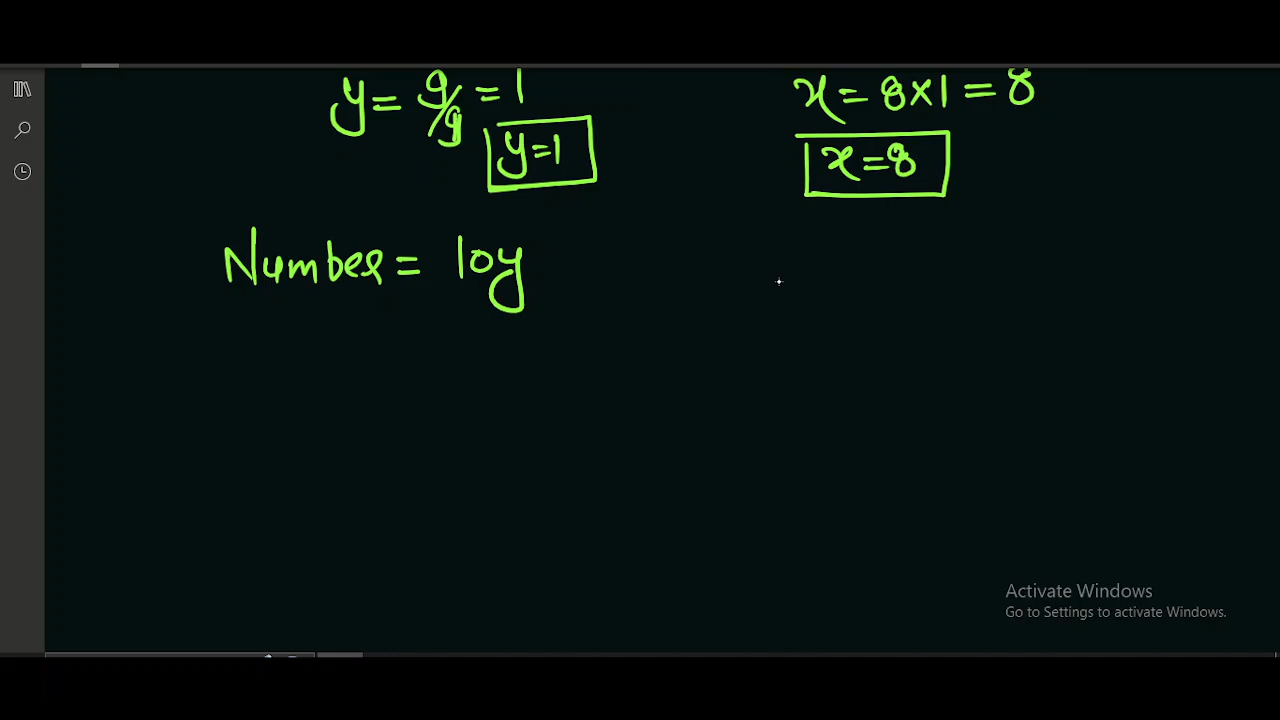 y = 9/9 = 1
x = 8×1 = 8
y=1
x=8
Number = 10y
Activate Windows
Go to Settings to activate Windows.